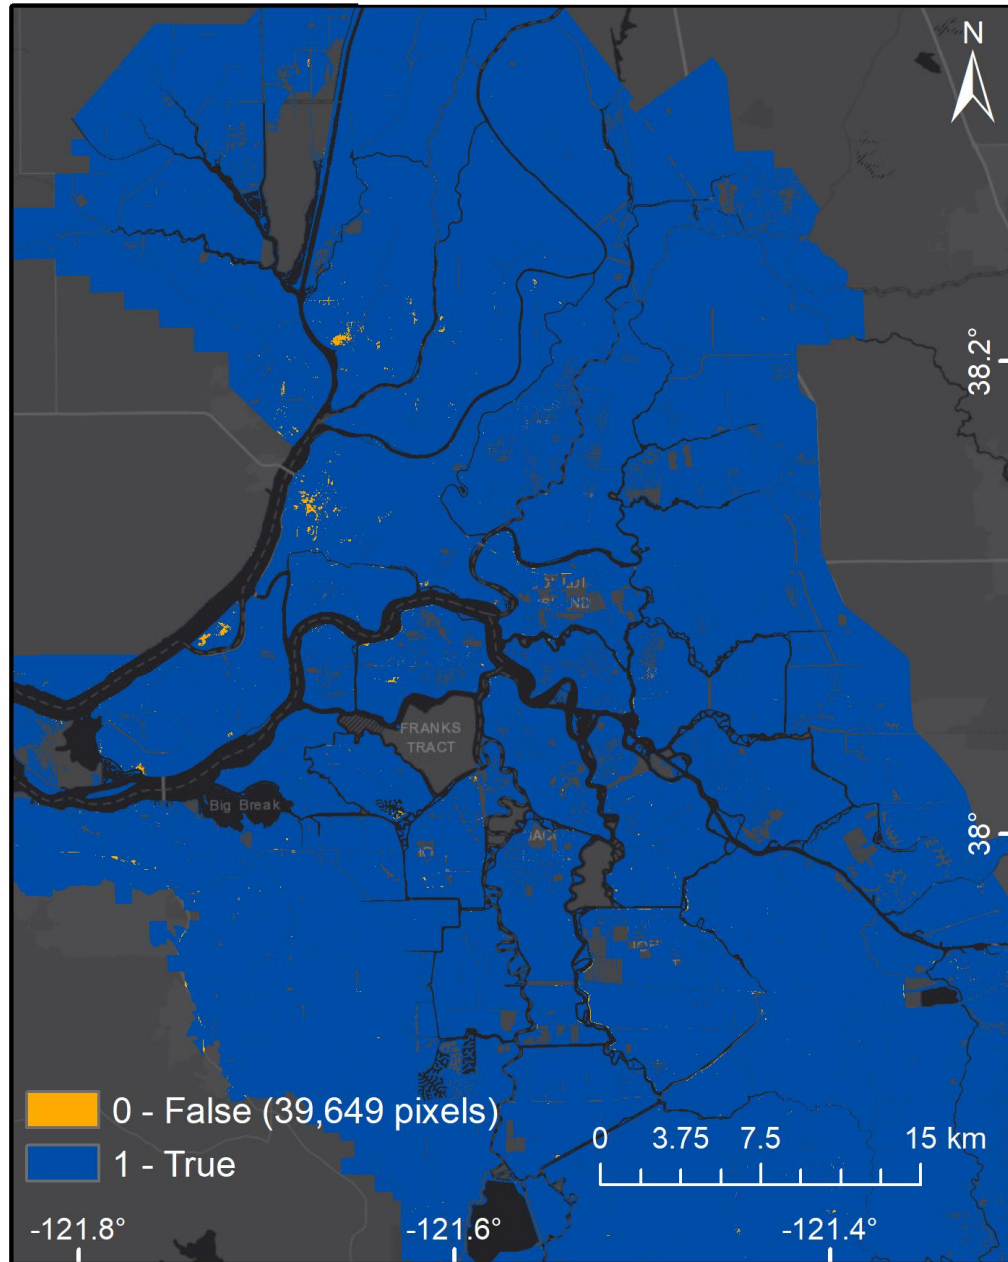 N
38.2°
FRANKS
TRACT
Big Break
38°
0 - False (39,649 pixels)
1 - True
0 3.75 7.5 15 km
-121.8° -121.6° -121.4°